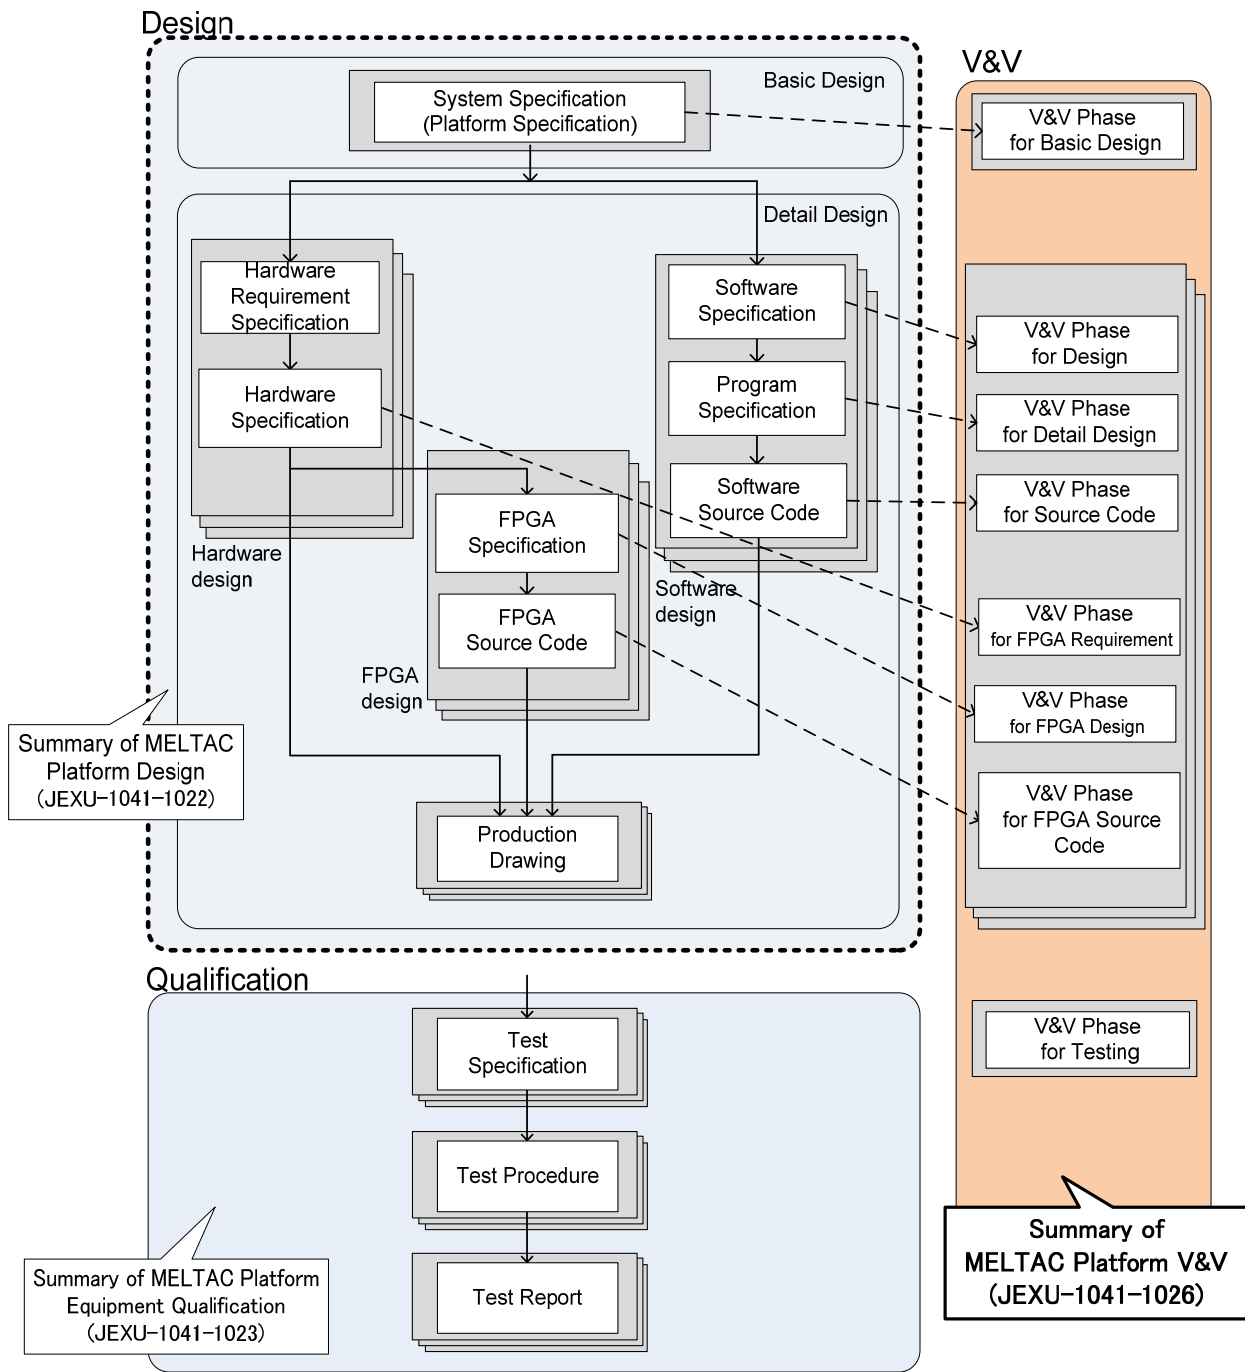 Design
Basic Design
System Specification
(Platform Specification)
V&V
V&V Phase
for Basic Design
Detail Design
Hardware
Requirement
Specification
Hardware
Specification
Hardware
design
Software
Specification
Program
Specification
Software
Source Code
Software
design
FPGA
Specification
FPGA
Source Code
FPGA
design
V&V Phase
for Design
V&V Phase
for Detail Design
V&V Phase
for Source Code
V&V Phase
for FPGA Requirement
V&V Phase
for FPGA Design
V&V Phase
for FPGA Source
Code
Summary of MELTAC
Platform Design
(JEXU-1041-1022)
Production
Drawing
Qualification
Test
Specification
Test Procedure
Test Report
V&V Phase
for Testing
Summary of MELTAC Platform
Equipment Qualification
(JEXU-1041-1023)
Summary of
MELTAC Platform V&V
(JEXU-1041-1026)